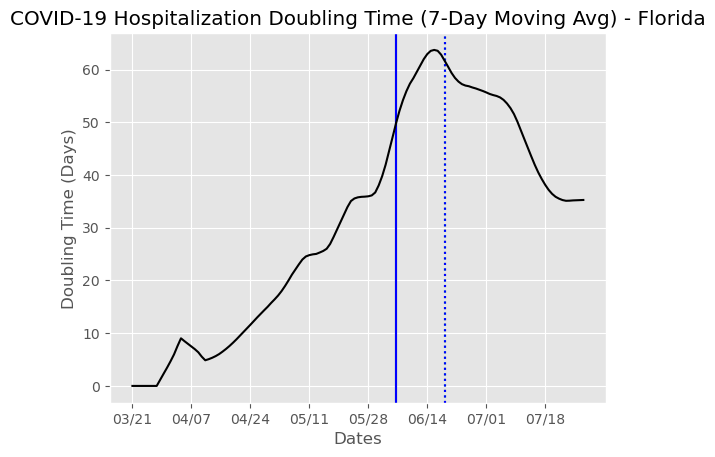 COVID-19 Hospitalization Doubling Time (7-Day Moving Avg) - Florida
Doubling Time (Days)
60
50
40
30
20
10
0
03/21 04/07 04/24 05/11 05/28 06/14 07/01 07/18
Dates